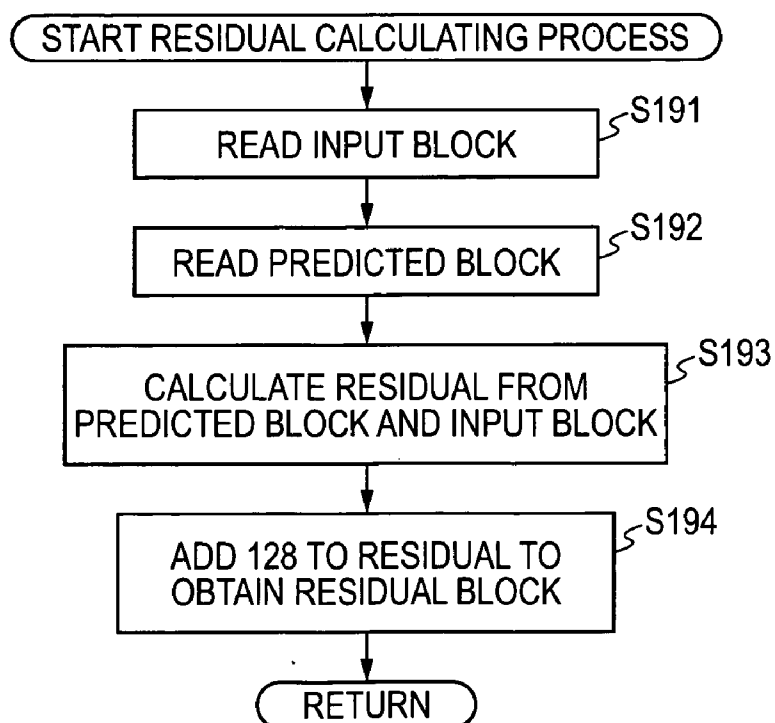 START RESIDUAL CALCULATING PROCESS
S191
READ INPUT BLOCK
S192
READ PREDICTED BLOCK
S193
CALCULATE RESIDUAL FROM
PREDICTED BLOCK AND INPUT BLOCK
S194
ADD 128 TO RESIDUAL TO
OBTAIN RESIDUAL BLOCK
RETURN